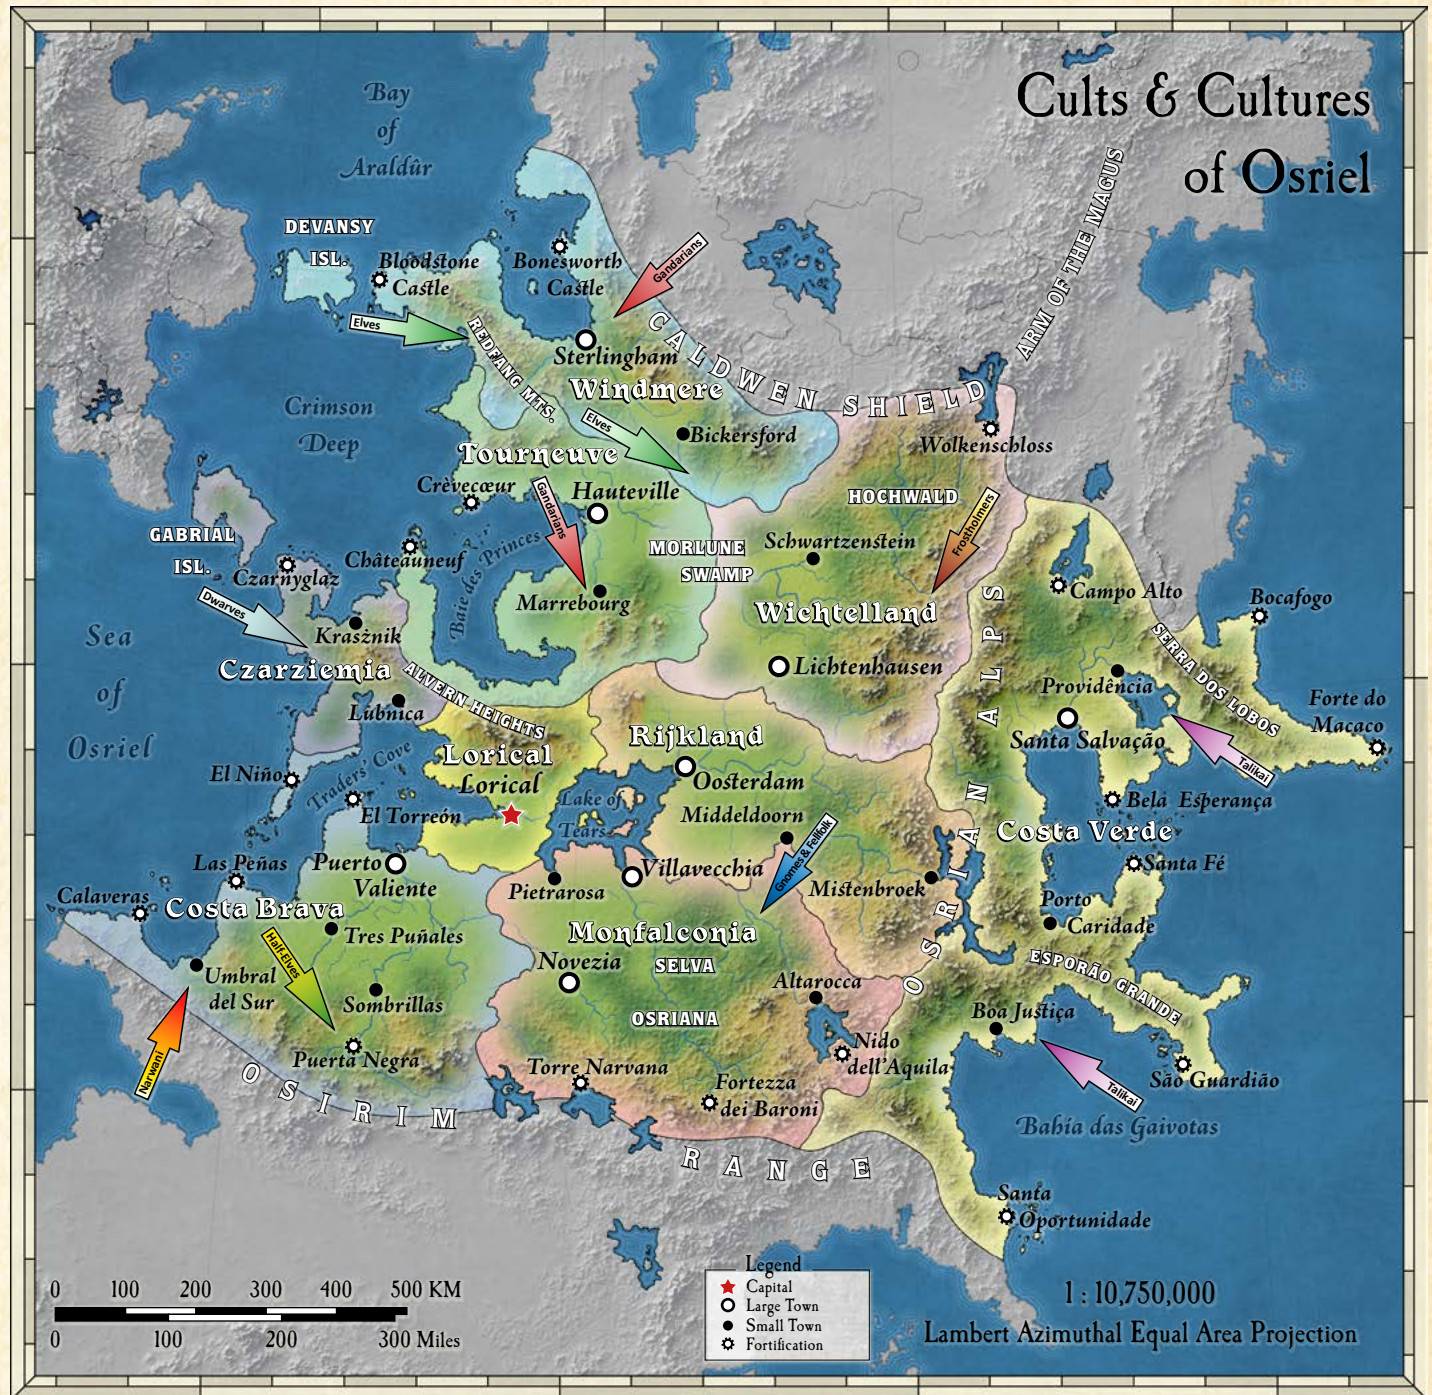 Cults & Cultures
of Osriel
Bay
of
Araldûr
ARM OF THE MAGUS
DEVANSY
ISL.
Bloodstone
Castle
Bonesworth
Castle
Gandarians
Elves
REDFANG MTS.
Sterlingham
CALDWEN SHIELD
Windmere
Crimson
Deep
Elves
Bickersford
Wolkenschloss
Tourneuve
Crèvecœur
Hauteville
Gandarians
HOCHWALD
Frostholmers
GABRIAL
ISL.
Czarnyglaz
Châteauneuf
Baie des Princes
MORLUNE
SWAMP
Schwartzenstein
Campo Alto
Bocafogo
Dwarves
Marrebourg
Wichtelland
Krasżnik
Sea
of
Osriel
Czarziemia
ALVERN HEIGHTS
Lichtenhausen
OSRIAN ALPS
Providência
SERRA DOS LOBOS
Forte do
Macaco
Lubnica
Santa Salvação
Talikai
Lorical
Lorical
Rijkland
Oosterdam
El Niño
Traders' Cove
El Torreón
Lake of
Tears
Middeldoorn
Gnomes & Fellfolk
Bela Esperança
Costa Verde
Las Peñas
Puerto
Valiente
Pietrarosa
Villavecchia
Mistenbroek
Santa Fé
Calaveras
Costa Brava
Tres Puñales
Half-Elves
Monfalconia
Porto
Caridade
Umbral
del Sur
Sombrillas
Novezia
SELVA
OSRIANA
Altarocca
ESPORÃO GRANDE
Boa Justiça
Narwani
Puerta Negra
Torre Narvana
Nido
dell'Aquila
Fortezza
dei Baroni
São Guardião
Talikai
Bahía das Gaivotas
OSIRIM RANGE
Santa
Oportunidade
0 100 200 300 400 500 KM
0 100 200 300 Miles
Legend
Capital
Large Town
Small Town
Fortification
1 : 10,750,000
Lambert Azimuthal Equal Area Projection